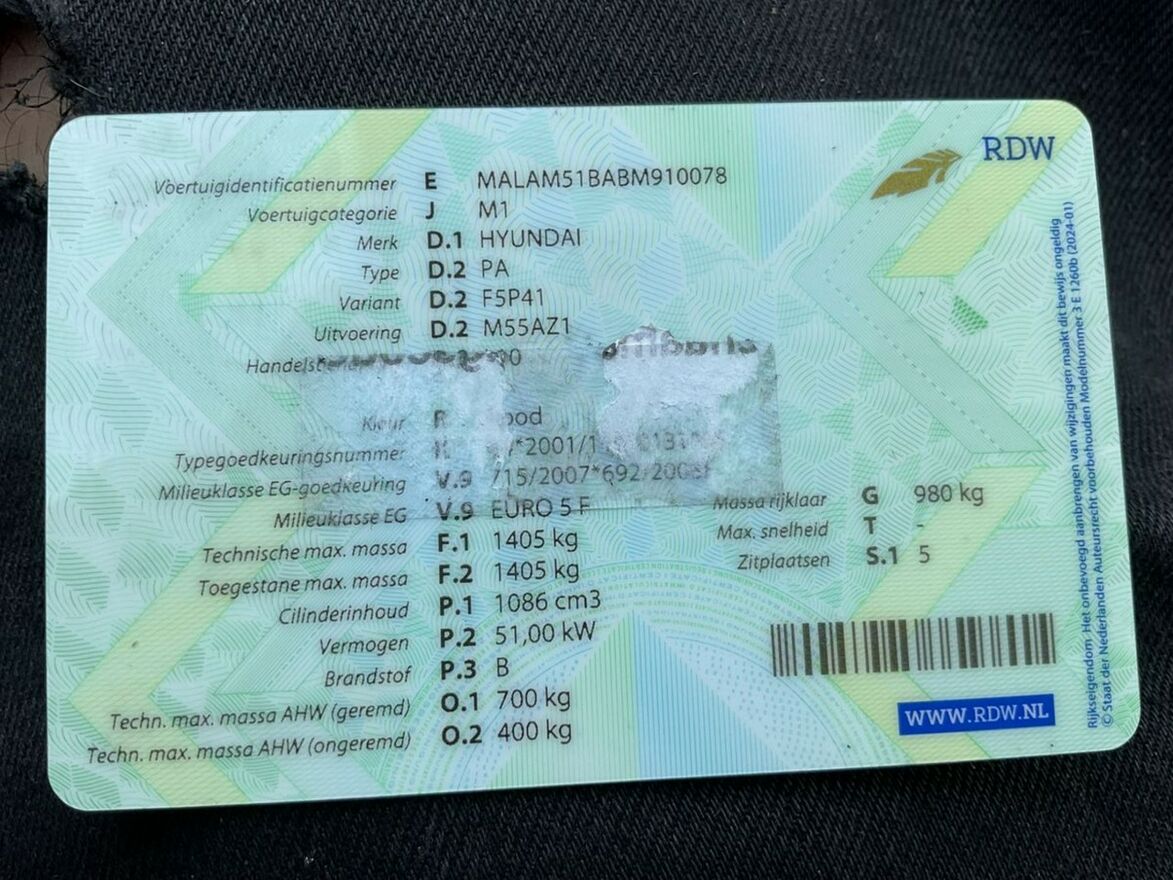 RDW
Voertuigidentificatienummer E MALAM51BABM910078
Voertuigcategorie J M1
Merk D.1 HYUNDAI
Type D.2 PA
Variant D.2 F5P41
Uitvoering D.2 M55AZ1
Kleur R
Typegoedkeuringsnummer
Milieuklasse EG-goedkeuring V.9 /15/2007*692/2008F
Milieuklasse EG V.9 EURO 5 F
Massa rijklaar G 980 kg
Technische max. massa F.1 1405 kg
Max. snelheid T -
Toegestane max. massa F.2 1405 kg
Zitplaatsen S.1 5
Cilinderinhoud P.1 1086 cm3
Vermogen P.2 51,00 kW
Brandstof P.3 B
Techn. max. massa AHW (geremd) O.1 700 kg
Techn. max. massa AHW (ongeremd) O.2 400 kg
WWW.RDW.NL
Rijkseigendom Het onbevoegd aanbrengen van wijzigingen maakt dit bewijs ongeldig
© Staat der Nederlanden Auteursrecht voorbehouden Modelnummer 3 E 1260b (2024-01)